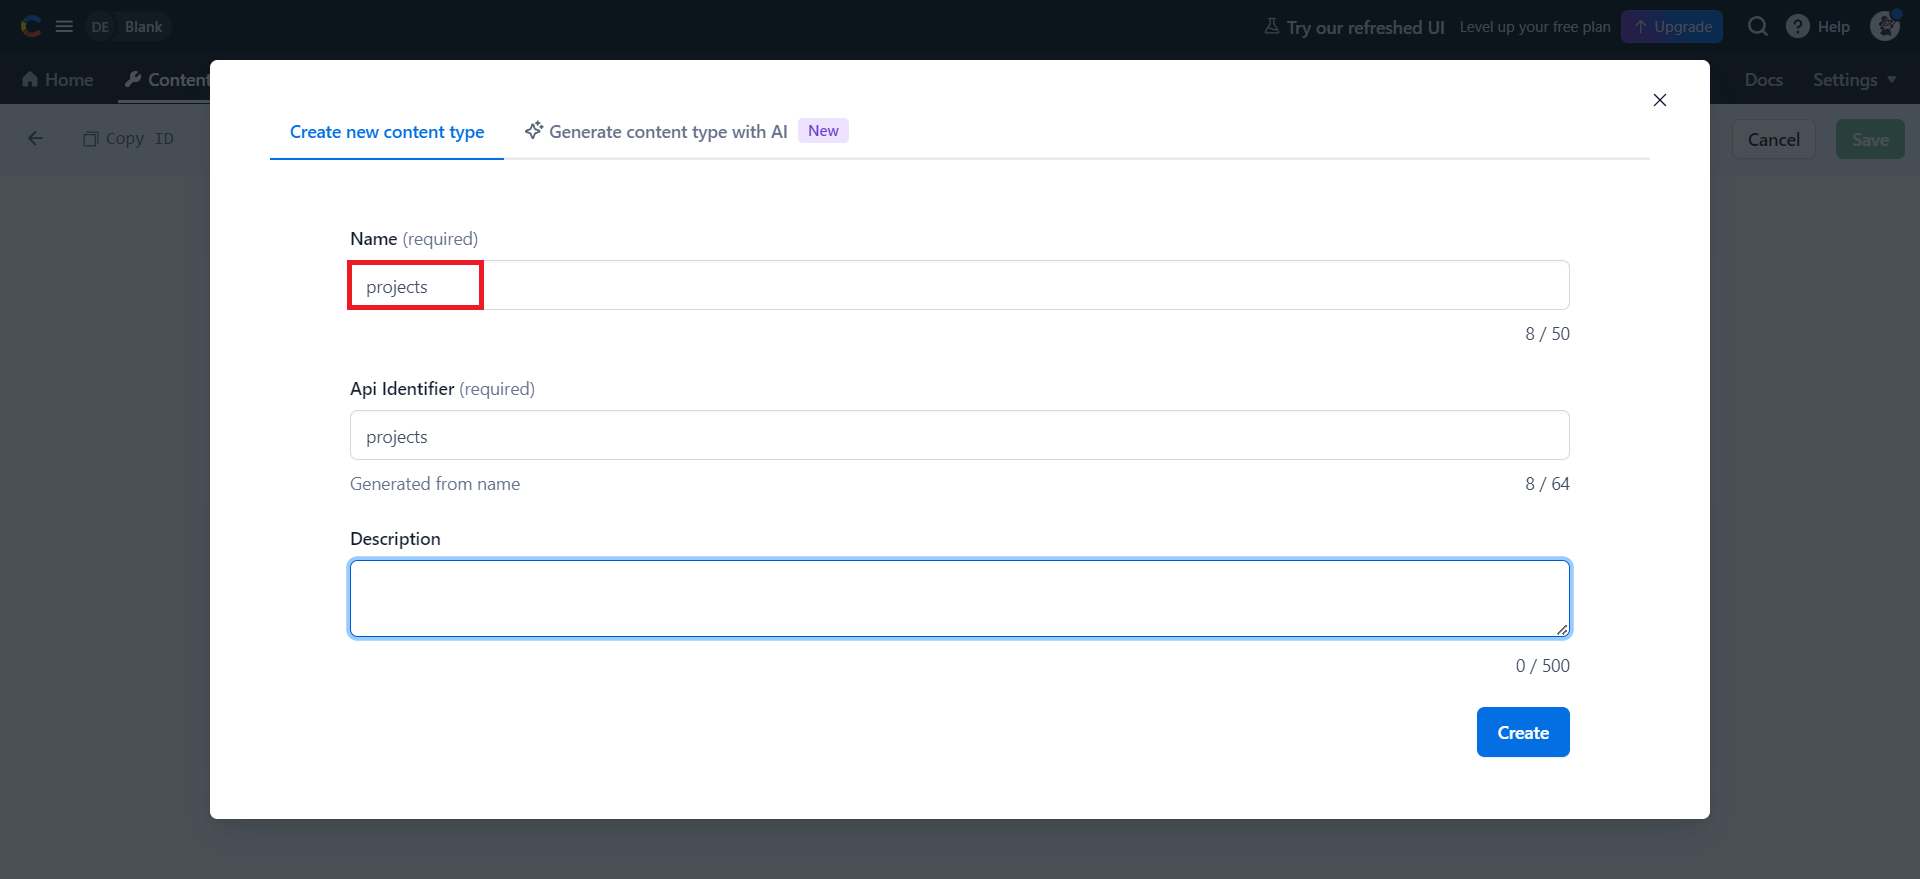 DE Blank
Try our refreshed UI Level up your free plan Upgrade Help
Home Content Docs Settings
Copy ID Cancel Save
Create new content type Generate content type with AI New
Name (required)
projects
8 / 50
Api Identifier (required)
projects
Generated from name 8 / 64
Description
0 / 500
Create